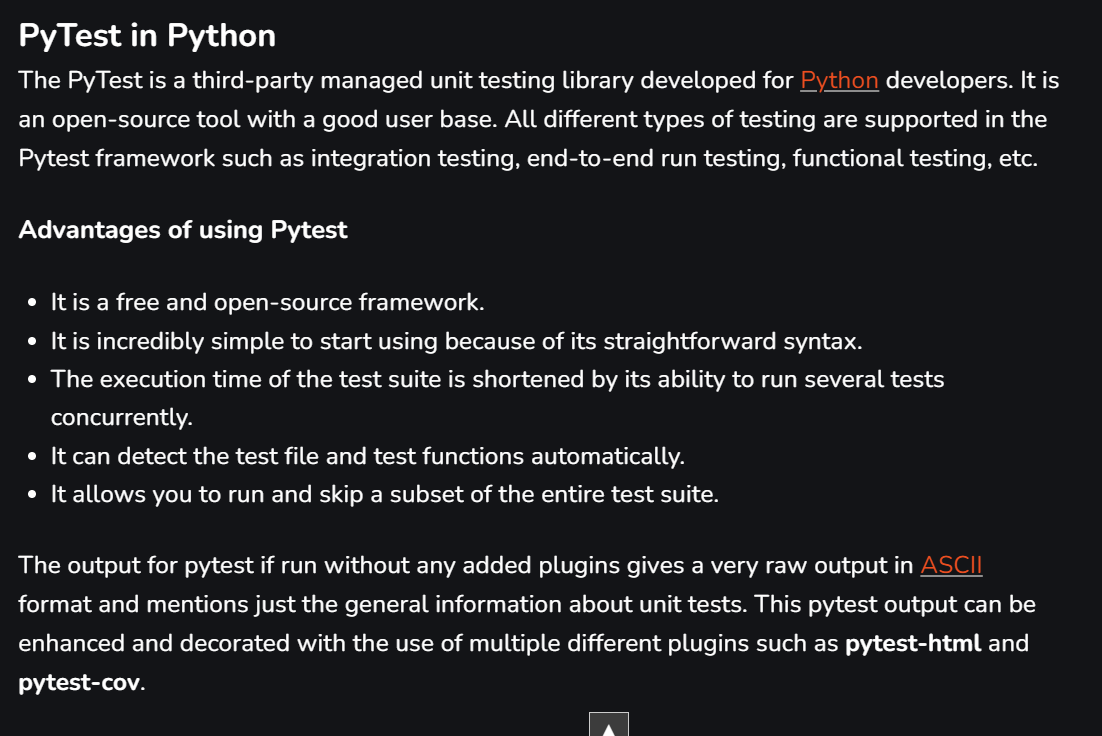 PyTest in Python
The PyTest is a third-party managed unit testing library developed for Python developers. It is
an open-source tool with a good user base. All different types of testing are supported in the
Pytest framework such as integration testing, end-to-end run testing, functional testing, etc.
Advantages of using Pytest
• It is a free and open-source framework.
• It is incredibly simple to start using because of its straightforward syntax.
• The execution time of the test suite is shortened by its ability to run several tests
concurrently.
• It can detect the test file and test functions automatically.
• It allows you to run and skip a subset of the entire test suite.
The output for pytest if run without any added plugins gives a very raw output in ASCII
format and mentions just the general information about unit tests. This pytest output can be
enhanced and decorated with the use of multiple different plugins such as pytest-html and
pytest-cov.